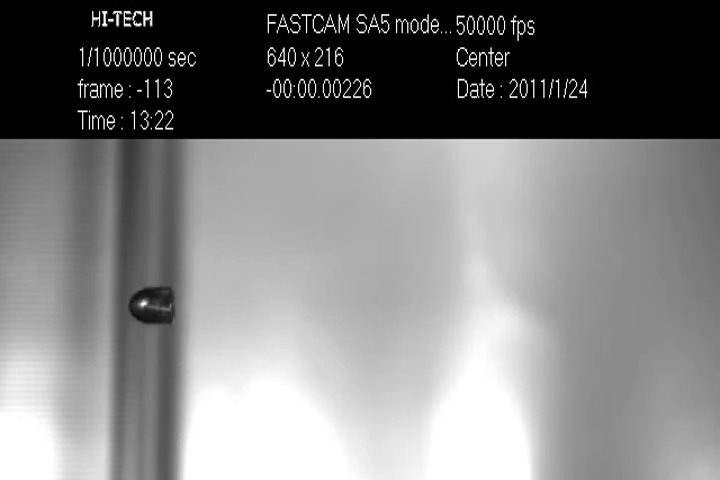 HI-TECH
FASTCAM SA5 mode... 50000 fps
1/1000000 sec 640 x 216 Center
frame : -113 -00:00.00226 Date : 2011/1/24
Time : 13:22